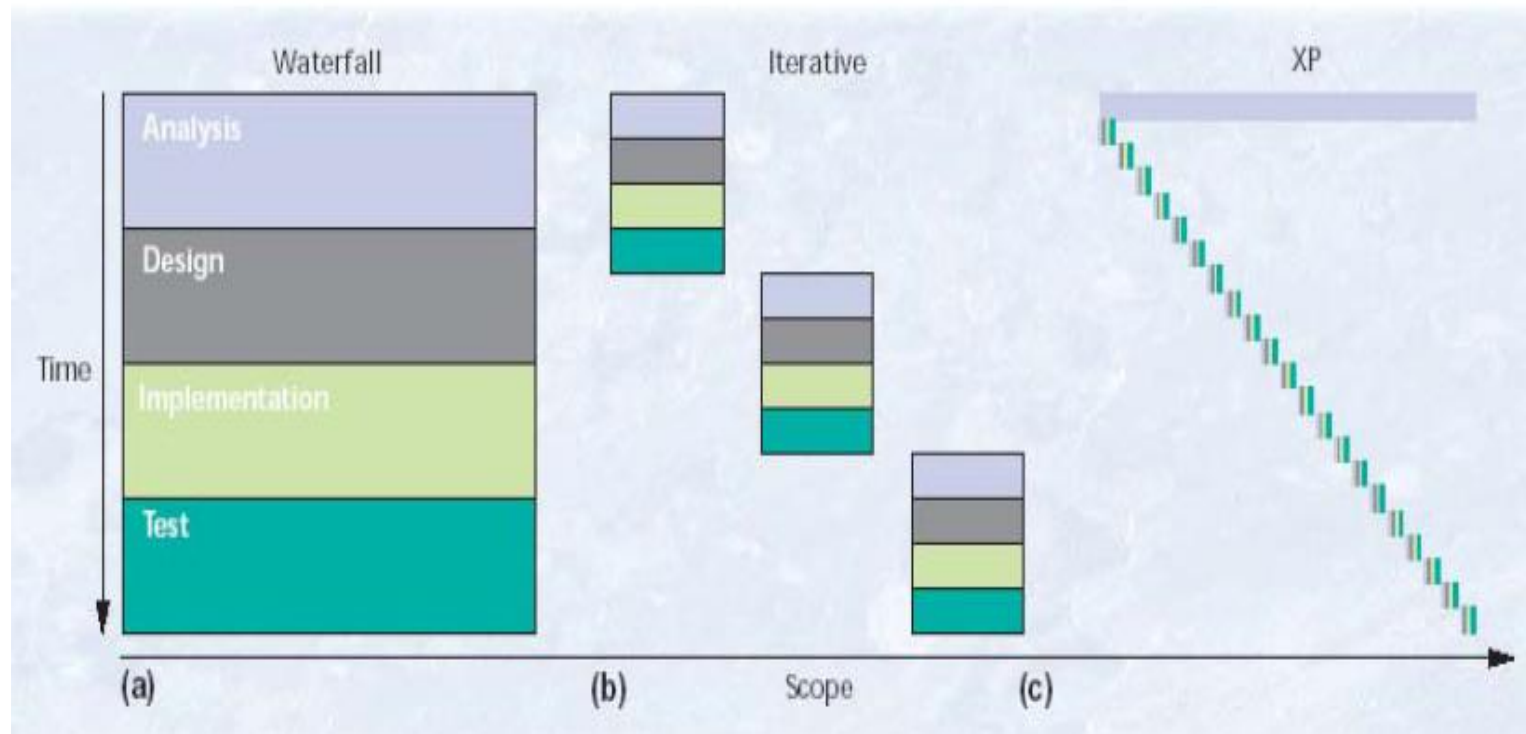 Waterfall
Iterative
XP
Analysis
Design
Time
Implementation
Test
(a)
(b)
Scope
(c)